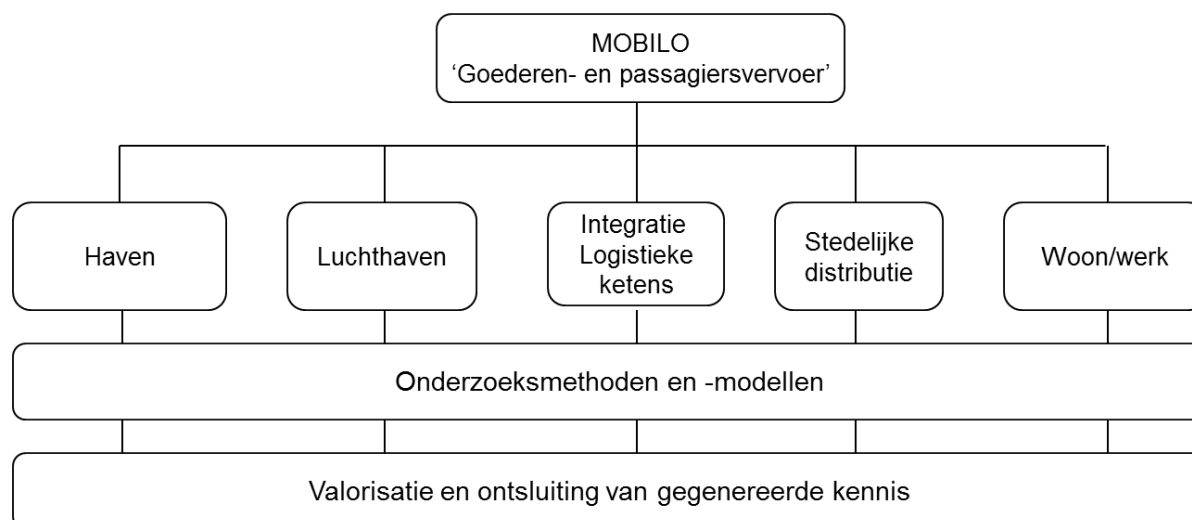 MOBILO
‘Goederen- en passagiersvervoer’
Haven
Luchthaven
Integratie
Logistieke
ketens
Stedelijke
distributie
Woon/werk
Onderzoeksmethoden en -modellen
Valorisatie en ontsluiting van gegenereerde kennis